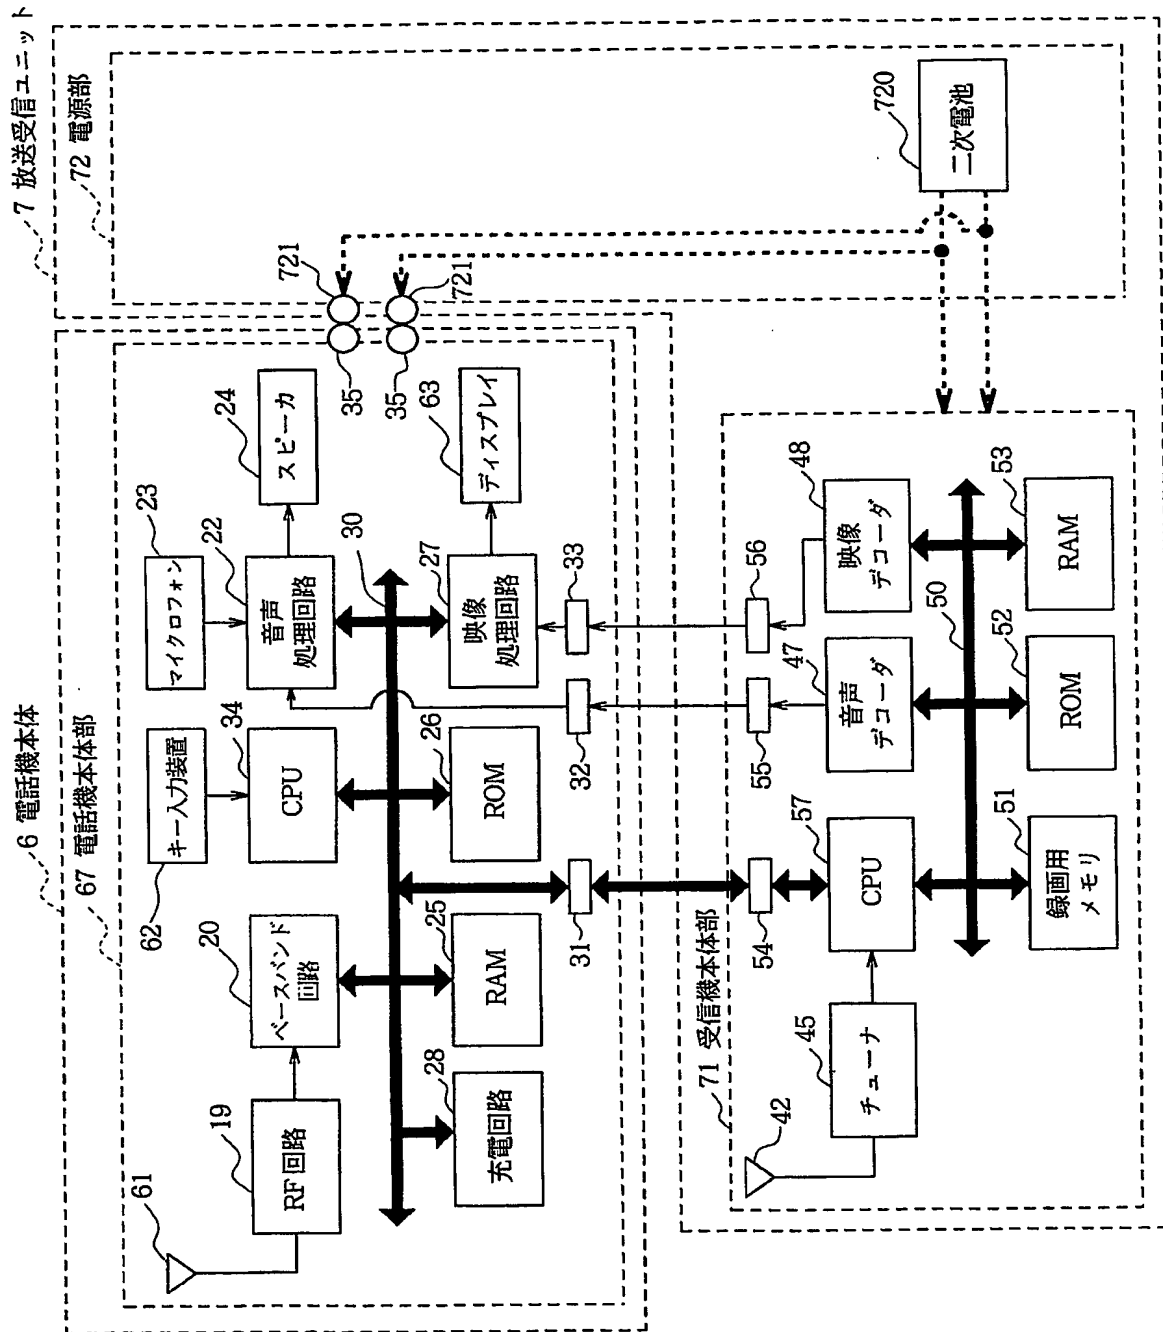 6 電話機本体
67 電話機本体部
61
19
RF回路
20
ベースバンド
回路
62
キー入力装置
34
CPU
23
マイクロフォン
22
音声
処理回路
24
スピーカ
30
28
充電回路
25
RAM
26
ROM
27
映像
処理回路
63
ディスプレイ
31
32
33
35
35
721
721
7 放送受信ユニット
72 電源部
720
二次電池
71 受信機本体部
42
45
チューナ
54
57
CPU
55
47
音声
デコーダ
56
48
映像
デコーダ
50
51
録画用
メモリ
52
ROM
53
RAM